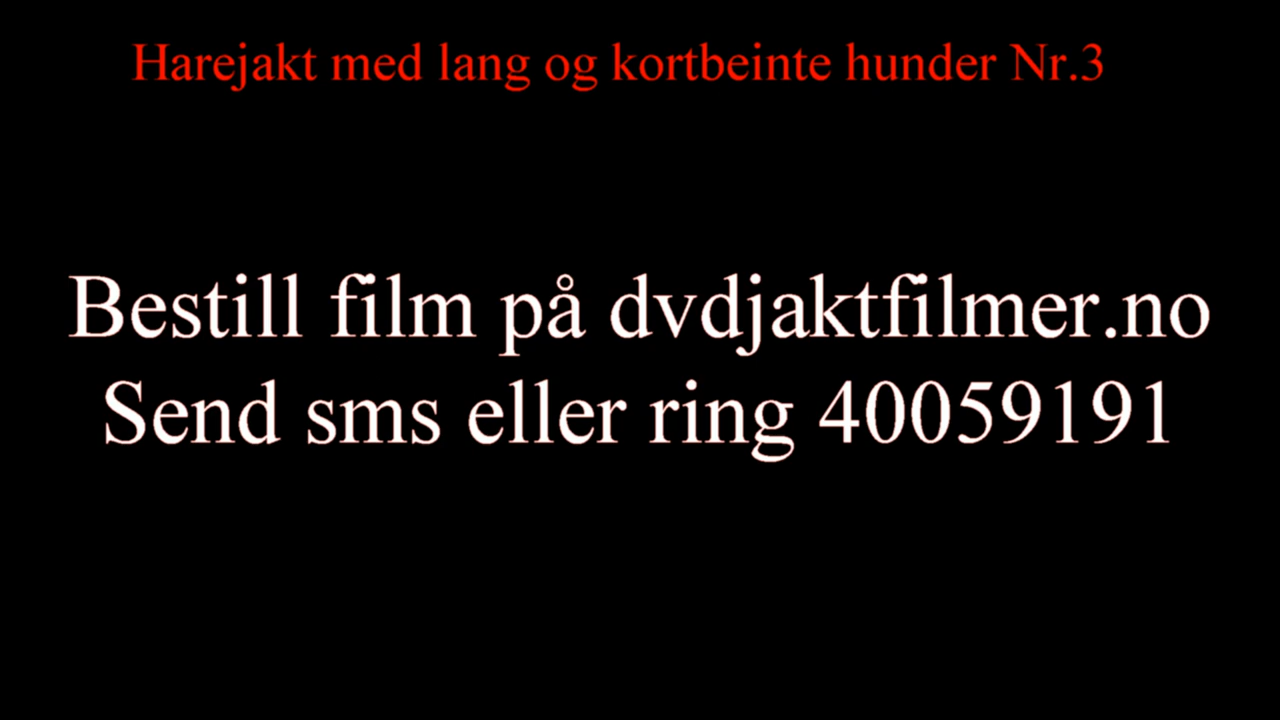 Harejakt med lang og kortbeinte hunder Nr.3
Bestill film på dvdjaktfilmer.no
Send sms eller ring 40059191